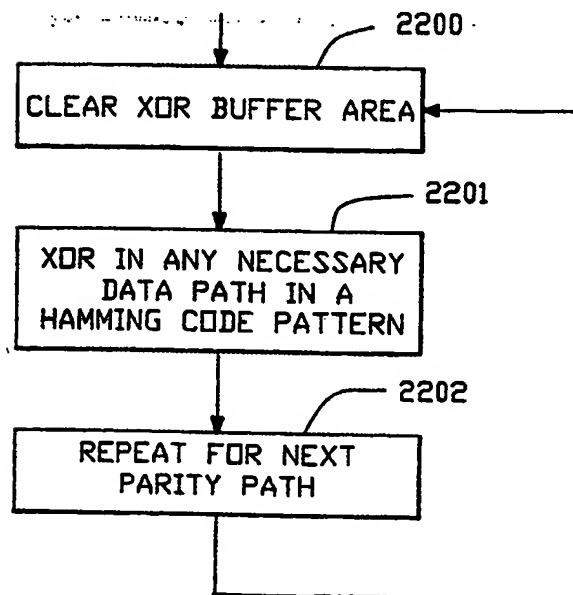 2200
CLEAR XOR BUFFER AREA
2201
XOR IN ANY NECESSARY
DATA PATH IN A
HAMMING CODE PATTERN
2202
REPEAT FOR NEXT
PARITY PATH